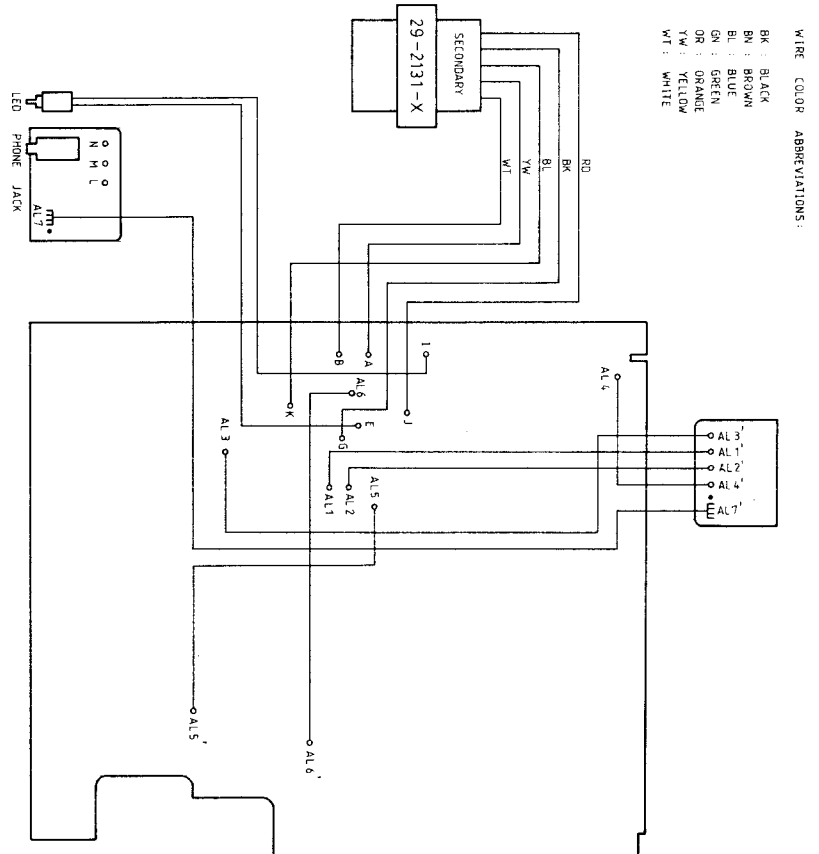 WIRE COLOR ABBREVIATIONS:
BK : BLACK
BN : BROWN
BL : BLUE
GN : GREEN
OR : ORANGE
YW : YELLOW
WT : WHITE
29-2131-X
SECONDARY
RD
BK
BL
YW
WT
LED
PHONE JACK
N M L
AL7
B
A
I
AL6
K
E
G
J
AL4
AL3
AL1
AL2
AL5
AL3'
AL1'
AL2'
AL4'
AL7'
AL5'
AL6'